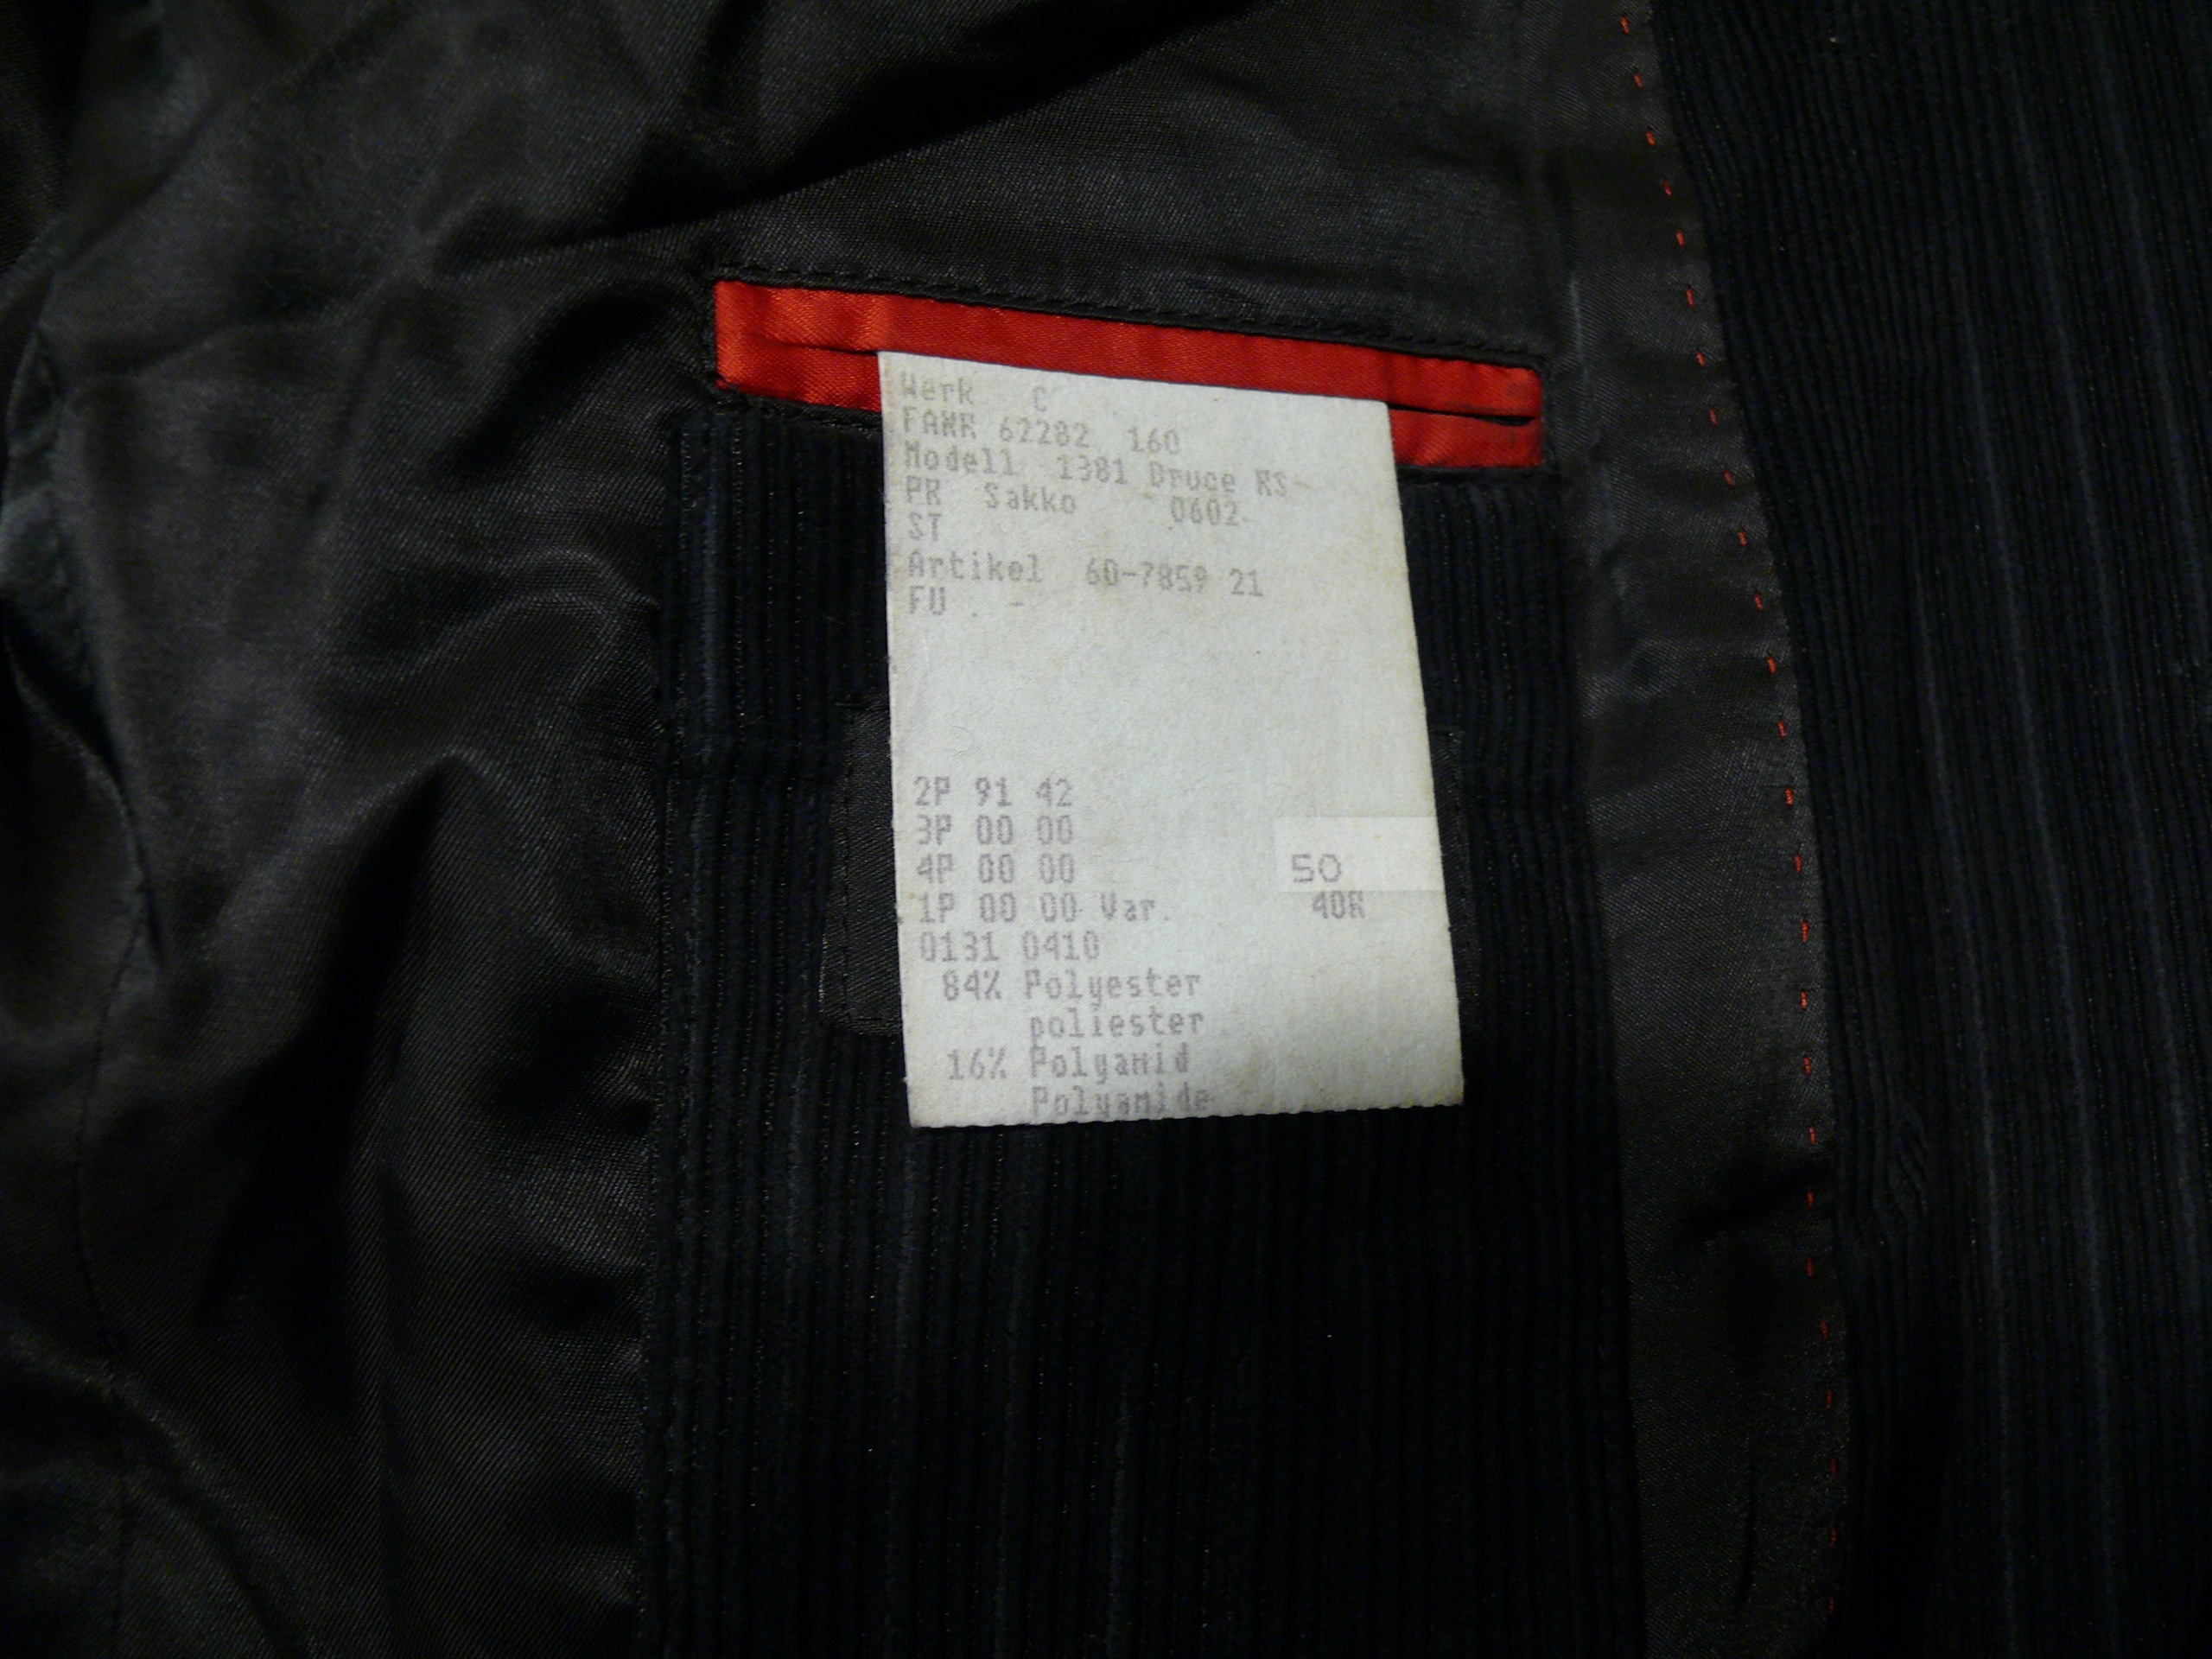 Werk C
FANR 62282 160
Modell 1381 Bruce RS-
PR Sakko 0602-
ST
Artikel 60-7859 21
FU . -
2P 91 42
3P 00 00
4P 00 00 50
1P 00 00 Var. 40R
0131 0410
84% Polyester
poliester
16% Polyamid
Polyamide